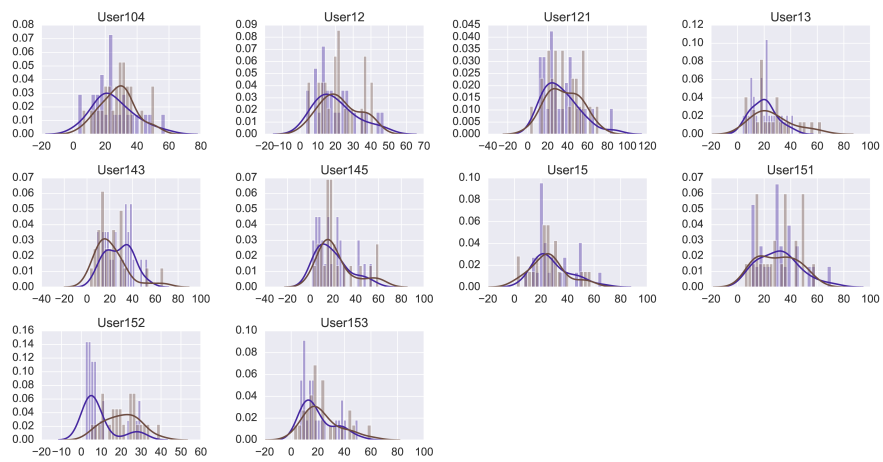 User104 User12 User121 User13
0.08 0.09 0.045 0.12
0.07 0.08 0.040 0.10
0.06 0.07 0.035 0.08
0.05 0.06 0.030 0.06
0.04 0.05 0.025 0.04
0.03 0.04 0.020 0.02
0.02 0.03 0.015 0.00
0.01 0.02 0.010
0.00 0.01 0.005
0.00 0.000
−20 0 20 40 60 80 −20−10 0 10 20 30 40 50 60 70 −40−20 0 20 40 60 80 100120 −20 0 20 40 60 80 100
User143 User145 User15 User151
0.07 0.07 0.10 0.07
0.06 0.06 0.08 0.06
0.05 0.05 0.06 0.05
0.04 0.04 0.04 0.04
0.03 0.03 0.02 0.03
0.02 0.02 0.00 0.02
0.01 0.01 0.01
0.00 0.00 0.00
−40 −20 0 20 40 60 80 100 −40 −20 0 20 40 60 80 100 −20 0 20 40 60 80 100 −20 0 20 40 60 80 100
User152 User153
0.16 0.10
0.14 0.08
0.12 0.06
0.10 0.04
0.08 0.02
0.06 0.00
0.04
0.02
0.00
−20−10 0 10 20 30 40 50 60 −20 0 20 40 60 80 100